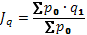 J_q = Σp_0 · q_1 / Σp_0